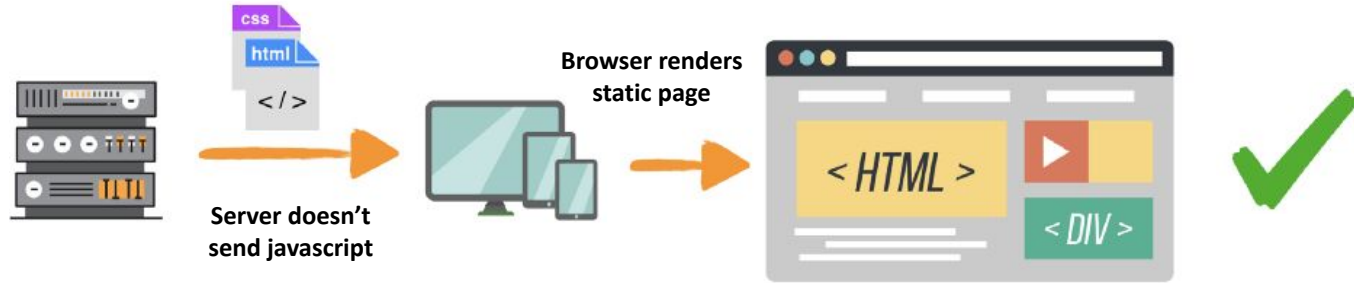 css
html
</>
Server doesn’t
send javascript
Browser renders
static page
< HTML >
< DIV >